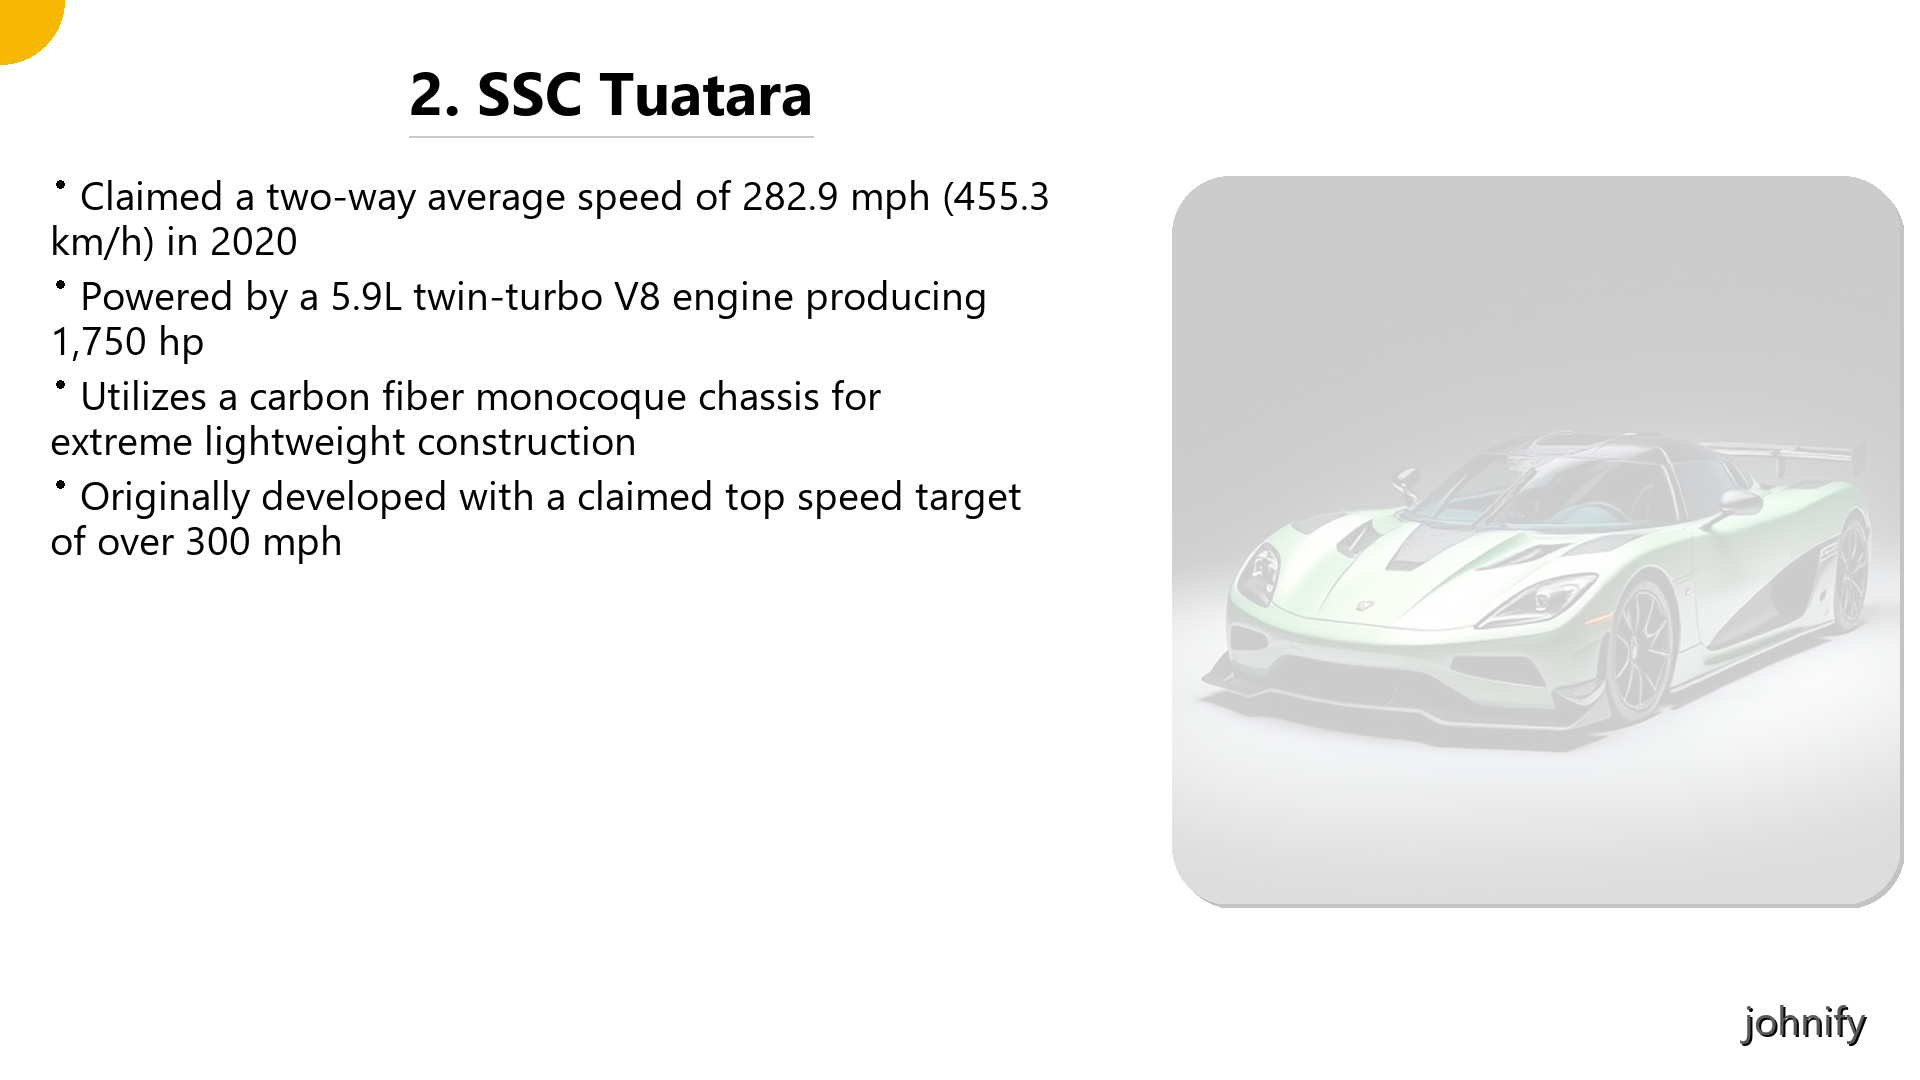 2. SSC Tuatara
• Claimed a two-way average speed of 282.9 mph (455.3
km/h) in 2020
• Powered by a 5.9L twin-turbo V8 engine producing
1,750 hp
• Utilizes a carbon fiber monocoque chassis for
extreme lightweight construction
• Originally developed with a claimed top speed target
of over 300 mph
johnify